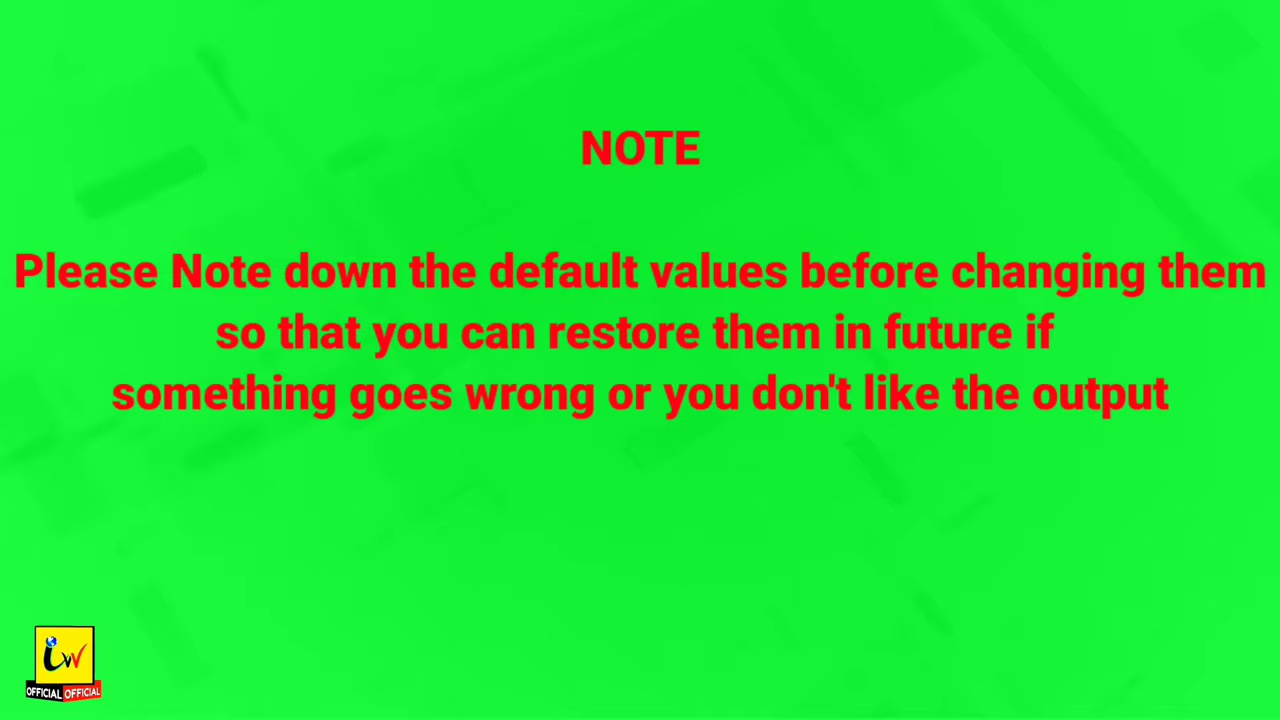 NOTE
Please Note down the default values before changing them
so that you can restore them in future if
something goes wrong or you don't like the output
iw
OFFICIAL OFFICIAL